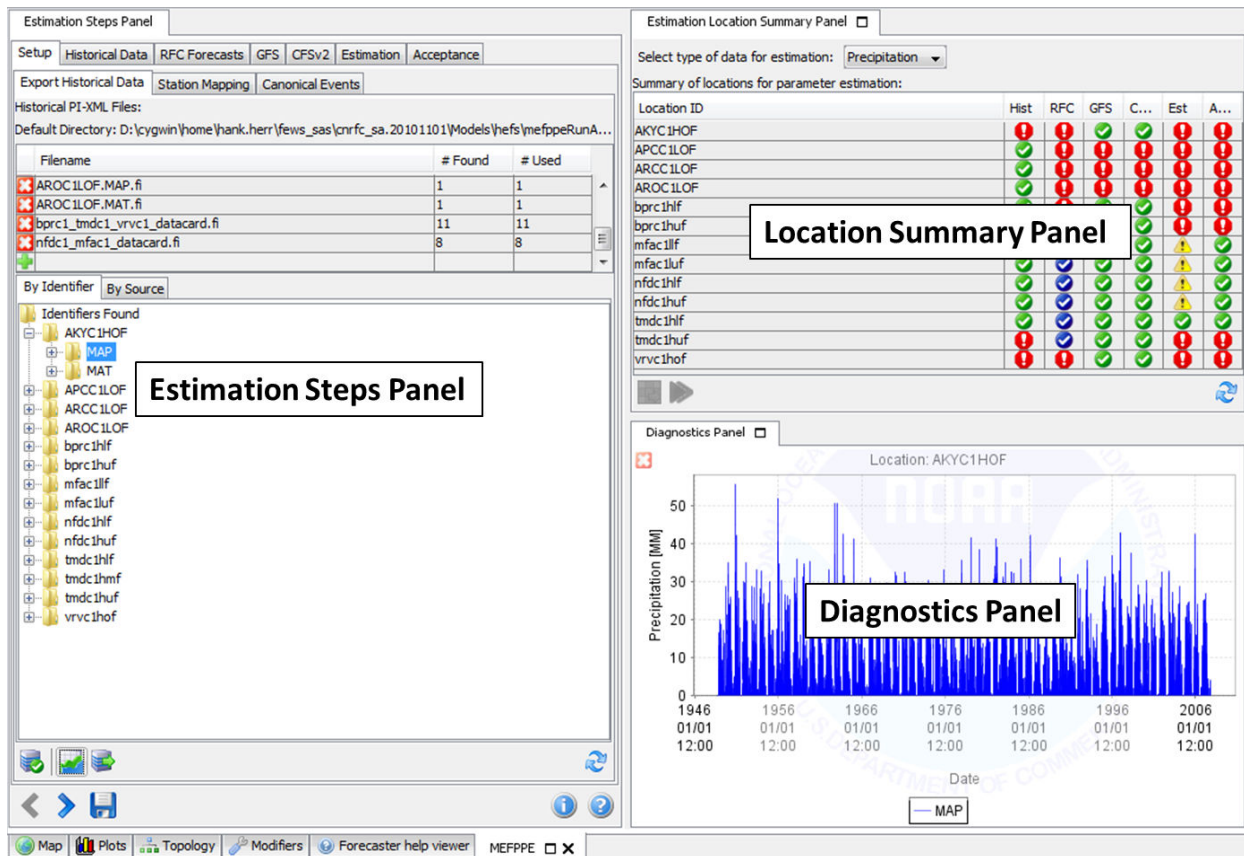 Estimation Steps Panel
Setup Historical Data RFC Forecasts GFS CFSv2 Estimation Acceptance
Export Historical Data Station Mapping Canonical Events
Historical PI-XML Files:
Default Directory: D:\cygwin\home\hank.herr\fews_sas\cnrfc_sa.20101101\Models\hefs\mefppeRunA...
Filename # Found # Used
AROC1LOF.MAP.fi 1 1
AROC1LOF.MAT.fi 1 1
bprc1_tmdc1_vrvc1_datacard.fi 11 11
nfdc1_mfac1_datacard.fi 8 8
By Identifier By Source
Identifiers Found
AKYC1HOF
MAP
MAT
APCC1LOF
ARCC1LOF
AROC1LOF
bprc1hlf
bprc1huf
mfac1llf
mfac1luf
nfdc1hlf
nfdc1huf
tmdc1hlf
tmdc1hmf
tmdc1huf
vrvc1hof
Estimation Steps Panel
Estimation Location Summary Panel
Select type of data for estimation: Precipitation
Summary of locations for parameter estimation:
Location ID Hist RFC GFS C... Est A...
AKYC1HOF
APCC1LOF
ARCC1LOF
AROC1LOF
bprc1hlf
bprc1huf
mfac1llf
mfac1luf
nfdc1hlf
nfdc1huf
tmdc1hlf
tmdc1huf
vrvc1hof
Location Summary Panel
Diagnostics Panel
Location: AKYC1HOF
NOAA
Precipitation [MM]
50
40
30
20
10
0
1946 1956 1966 1976 1986 1996 2006
01/01 01/01 01/01 01/01 01/01 01/01 01/01
12:00 12:00 12:00 12:00 12:00 12:00 12:00
U.S. DEPARTMENT OF COMM
Date
MAP
Diagnostics Panel
Map Plots Topology Modifiers Forecaster help viewer MEFPPE